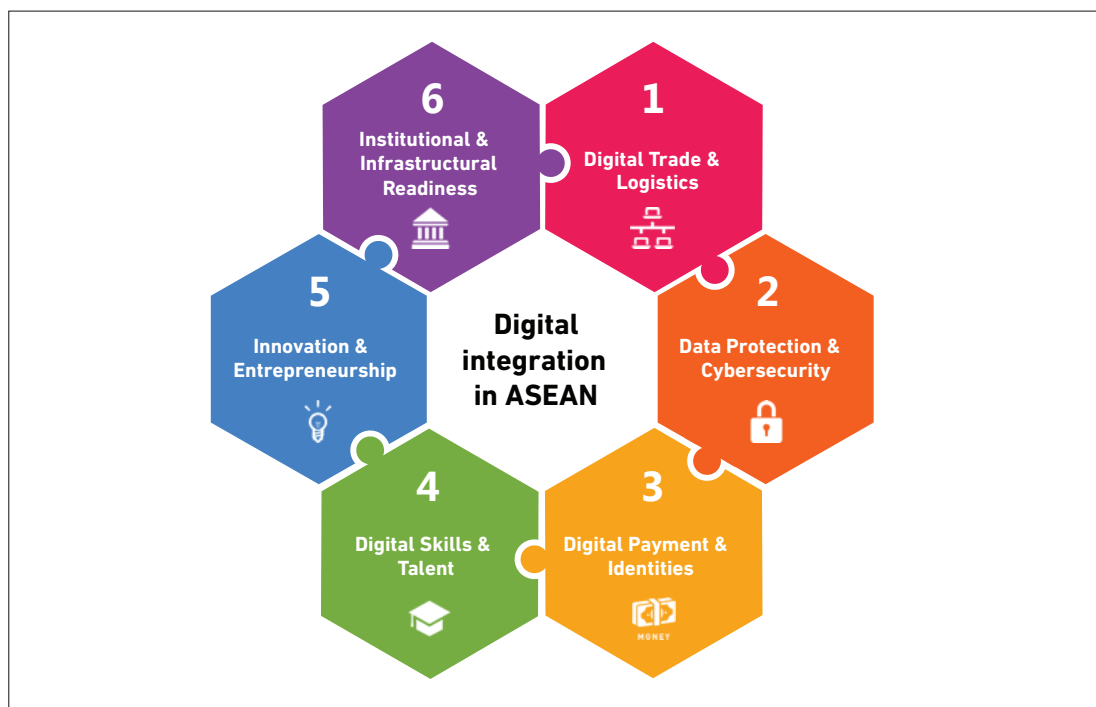 6
Institutional &
Infrastructural
Readiness
1
Digital Trade &
Logistics
5
Innovation &
Entrepreneurship
Digital
integration
in ASEAN
2
Data Protection &
Cybersecurity
4
Digital Skills &
Talent
3
Digital Payment &
Identities
MONEY